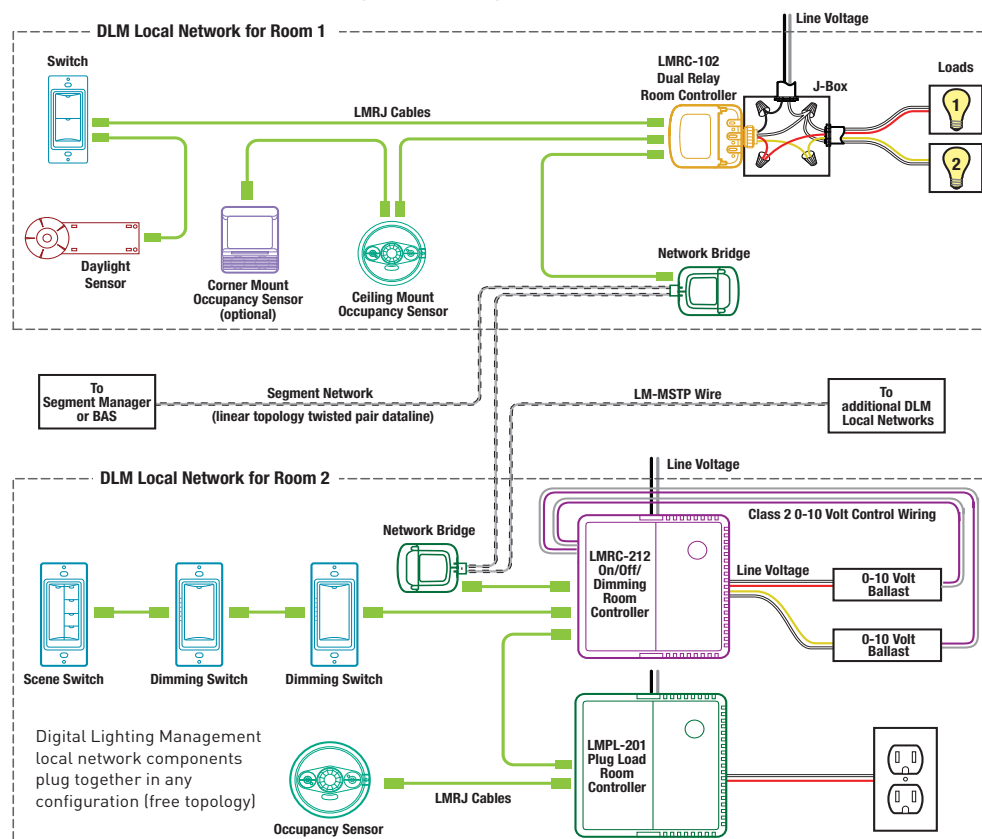 Line Voltage
DLM Local Network for Room 1
Switch
LMRC-102
Dual Relay
Room Controller
J-Box
Loads
LMRJ Cables
1
2
Daylight
Sensor
Corner Mount
Occupancy Sensor
(optional)
Ceiling Mount
Occupancy Sensor
Network Bridge
To
Segment Manager
or BAS
Segment Network
(linear topology twisted pair dataline)
LM-MSTP Wire
To
additional DLM
Local Networks
DLM Local Network for Room 2
Line Voltage
Class 2 0-10 Volt Control Wiring
Network Bridge
LMRC-212
On/Off/
Dimming
Room
Controller
Line Voltage
0-10 Volt
Ballast
0-10 Volt
Ballast
Scene Switch
Dimming Switch
Dimming Switch
Digital Lighting Management
local network components
plug together in any
configuration (free topology)
LMPL-201
Plug Load
Room
Controller
LMRJ Cables
Occupancy Sensor